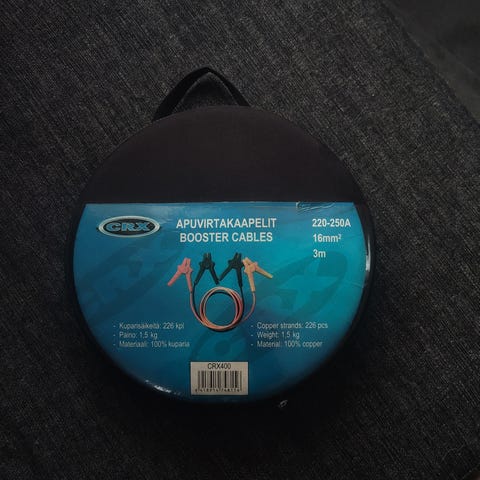 CRX
APUVIRTAKAAPELIT
BOOSTER CABLES
220-250A
16mm²
3m
- Kuparisäikeitä: 226 kpl
- Paino: 1,5 kg
- Materiaali: 100% kuparia
- Copper strands: 226 pcs
- Weight: 1,5 kg
- Material: 100% copper
CRX400